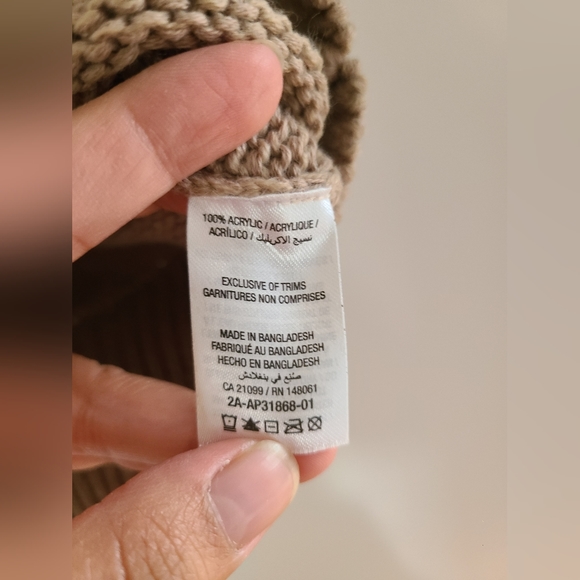 100% ACRYLIC / ACRYLIQUE /
ACRÍLICO / نسيج الاكريليك
EXCLUSIVE OF TRIMS
GARNITURES NON COMPRISES
MADE IN BANGLADESH
FABRIQUÉ AU BANGLADESH
HECHO EN BANGLADESH
صنع في بنغلادش
CA 21099 / RN 148061
2A-AP31868-01